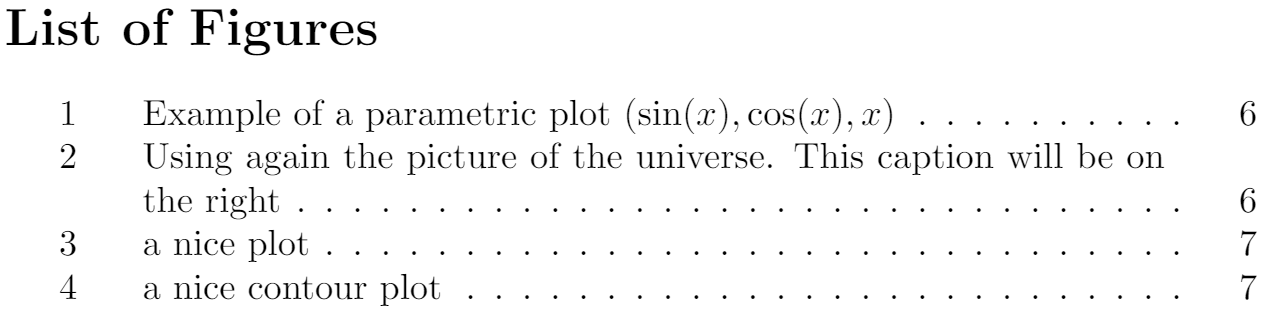 List of Figures
1 Example of a parametric plot (sin(x), cos(x), x) . . . . . . . . . . 6
2 Using again the picture of the universe. This caption will be on
the right . . . . . . . . . . . . . . . . . . . . . . . . . . . . . . . . 6
3 a nice plot . . . . . . . . . . . . . . . . . . . . . . . . . . . . . . . 7
4 a nice contour plot . . . . . . . . . . . . . . . . . . . . . . . . . . 7